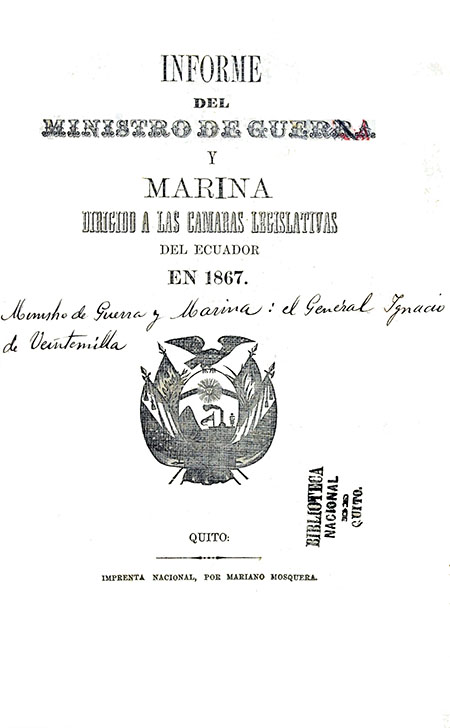 INFORME
DEL
MINISTRO DE GUERRA
Y
MARINA
DIRIGIDO A LAS CAMARAS LEGISLATIVAS
DEL ECUADOR
EN 1867.
Ministro de Guerra y Marina: el General Ignacio
de Veintemilla
BIBLIOTECA
NACIONAL
DE
QUITO.
QUITO:
IMPRENTA NACIONAL, POR MARIANO MOSQUERA.